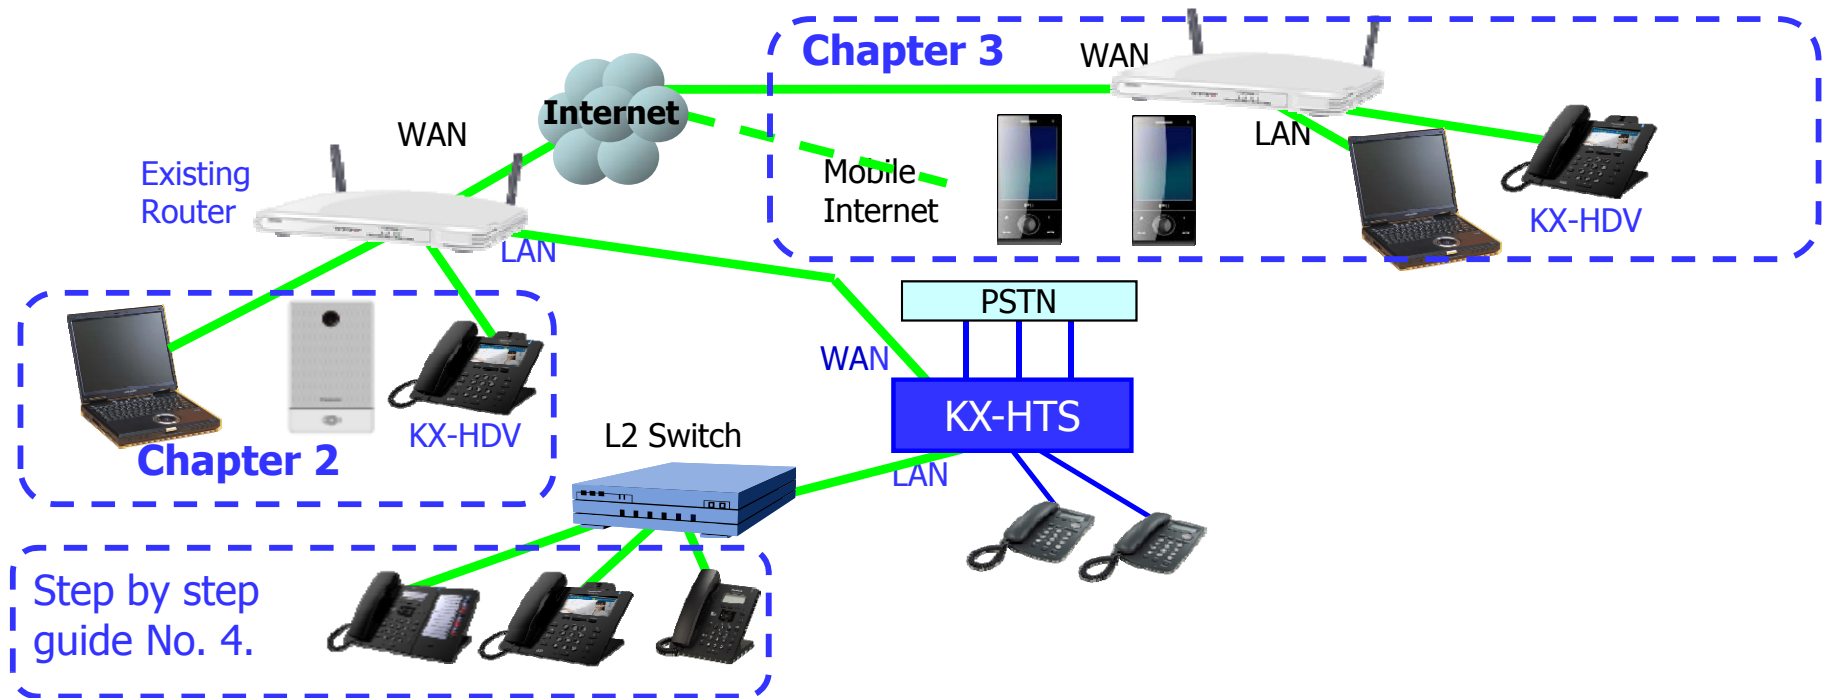 Chapter 3
WAN
Internet
WAN
LAN
Mobile
Internet
Existing
Router
KX-HDV
LAN
PSTN
WAN
KX-HTS
KX-HDV
L2 Switch
Chapter 2
LAN
Step by step
guide No. 4.